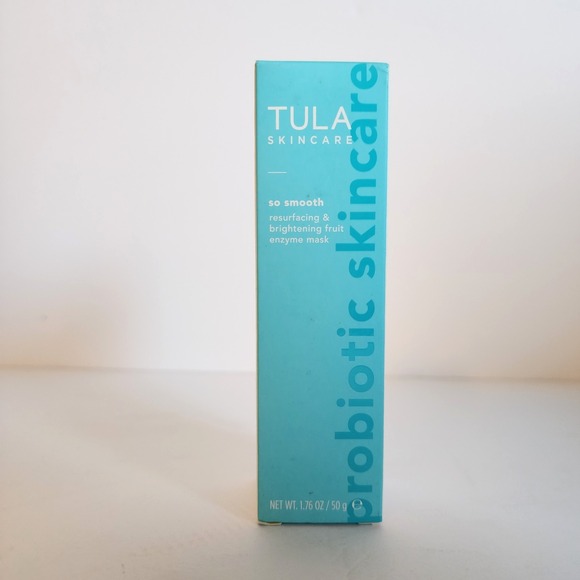 TULA
SKINCARE
so smooth
resurfacing &
brightening fruit
enzyme mask
probiotic skincare
NET WT. 1.76 OZ / 50 g ℮